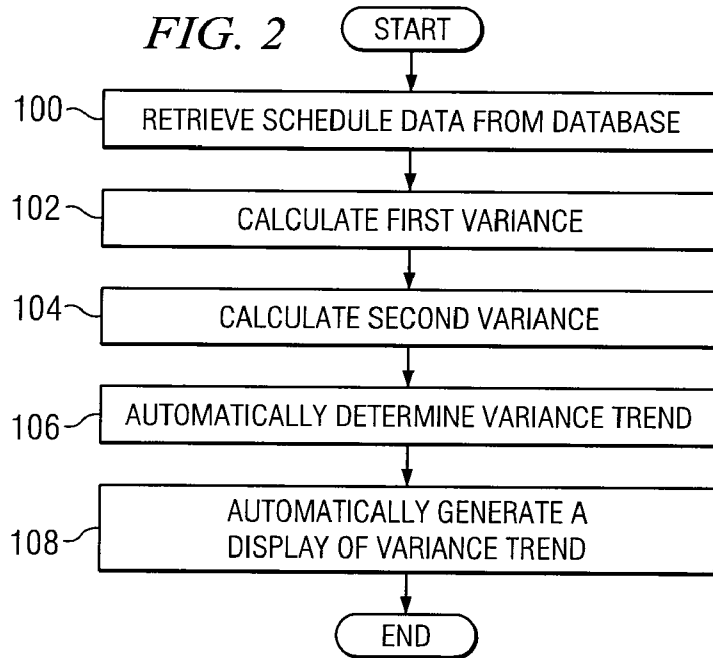 FIG. 2
START
100
RETRIEVE SCHEDULE DATA FROM DATABASE
102
CALCULATE FIRST VARIANCE
104
CALCULATE SECOND VARIANCE
106
AUTOMATICALLY DETERMINE VARIANCE TREND
108
AUTOMATICALLY GENERATE A
DISPLAY OF VARIANCE TREND
END